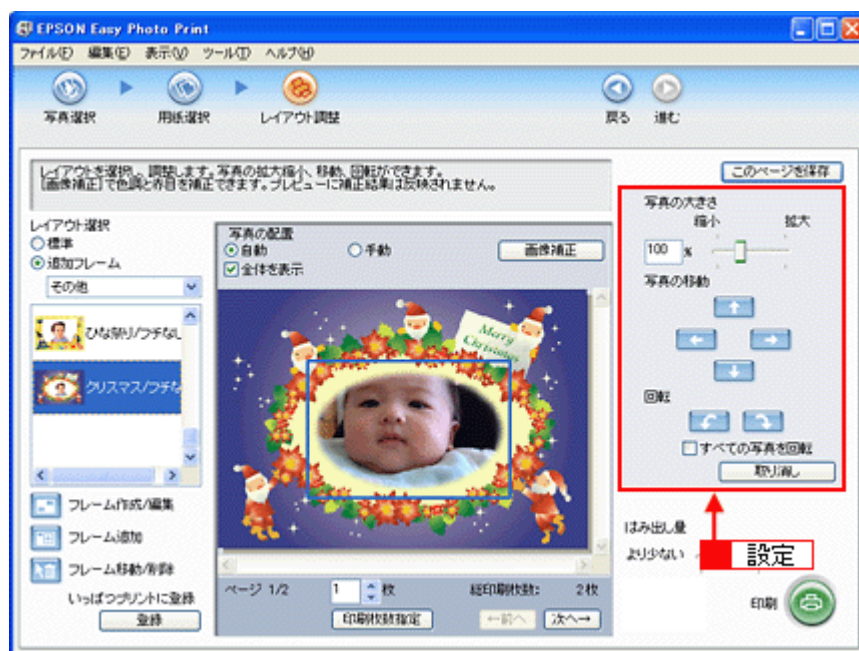 EPSON Easy Photo Print
ファイル(F) 編集(E) 表示(V) ツール(T) ヘルプ(H)
写真選択 用紙選択 レイアウト調整 戻る 進む
レイアウトを選択し、調整します。写真の拡大縮小、移動、回転ができます。
[画像補正]で色調と赤目を補正できます。プレビューに補正結果は反映されません。
このページを保存
レイアウト選択
標準
追加フレーム
その他
ひな祭り/フチなし
クリスマス/フチな
フレーム作成/編集
フレーム追加
フレーム移動/削除
いっぱつプリントに登録
登録
写真の配置
自動 手動 画像補正
全体を表示
Merry
Christmas
ページ 1/2 1 枚 総印刷枚数: 2枚
印刷枚数指定 ←前へ 次へ→
写真の大きさ
縮小 拡大
100 %
写真の移動
回転
すべての写真を回転
取り消し
はみ出し量
より少ない
設定
印刷